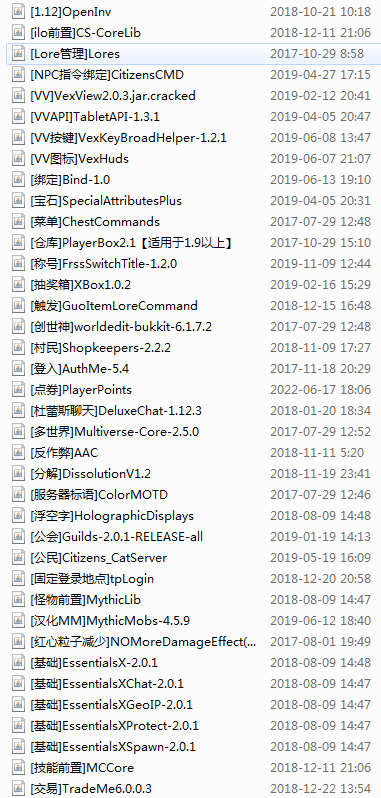 [1.12]OpenInv 2018-10-21 10:18
[ilo前置]CS-CoreLib 2018-12-11 21:06
[Lore管理]Lores 2017-10-29 8:58
[NPC指令绑定]CitizensCMD 2019-04-27 17:15
[VV]VexView2.0.3.jar.cracked 2019-02-12 20:41
[VVAPI]TabletAPI-1.3.1 2019-04-05 20:47
[VV按键]VexKeyBroadHelper-1.2.1 2019-06-08 13:47
[VV图标]VexHuds 2019-06-07 21:07
[绑定]Bind-1.0 2019-06-13 19:10
[宝石]SpecialAttributesPlus 2019-04-05 20:31
[菜单]ChestCommands 2017-07-29 12:48
[仓库]PlayerBox2.1【适用于1.9以上】 2017-10-29 15:10
[称号]FrssSwitchTitle-1.2.0 2019-11-09 12:44
[抽奖箱]XBox1.0.2 2019-02-16 15:29
[触发]GuoItemLoreCommand 2018-12-15 16:48
[创世神]worldedit-bukkit-6.1.7.2 2017-07-29 12:48
[村民]Shopkeepers-2.2.2 2018-11-09 17:27
[登入]AuthMe-5.4 2017-11-18 20:29
[点券]PlayerPoints 2022-06-17 18:06
[杜蕾斯聊天]DeluxeChat-1.12.3 2018-01-20 18:34
[多世界]Multiverse-Core-2.5.0 2017-07-29 12:52
[反作弊]AAC 2018-11-11 5:20
[分解]DissolutionV1.2 2018-11-19 23:41
[服务器标语]ColorMOTD 2017-07-29 12:46
[浮空字]HolographicDisplays 2018-08-09 14:48
[公会]Guilds-2.0.1-RELEASE-all 2019-01-19 14:13
[公民]Citizens_CatServer 2019-05-19 16:09
[固定登录地点]tpLogin 2018-12-20 20:58
[怪物前置]MythicLib 2018-08-09 14:47
[汉化MM]MythicMobs-4.5.9 2019-06-12 18:40
[红心粒子减少]NOMoreDamageEffect(... 2017-08-01 19:49
[基础]EssentialsX-2.0.1 2018-08-09 14:48
[基础]EssentialsXChat-2.0.1 2018-08-09 14:47
[基础]EssentialsXGeoIP-2.0.1 2018-08-09 14:47
[基础]EssentialsXProtect-2.0.1 2018-08-09 14:47
[基础]EssentialsXSpawn-2.0.1 2018-08-09 14:47
[技能前置]MCCore 2018-12-11 21:06
[交易]TradeMe6.0.0.3 2018-12-22 13:54